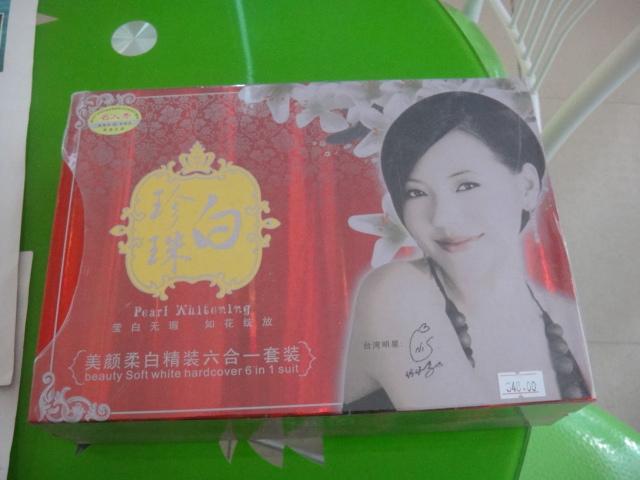 珍珠
白
Pearl Whitening
莹白无瑕 如花绽放
美颜柔白精装六合一套装
beauty Soft white hardcover 6 in 1 suit
台湾明星: